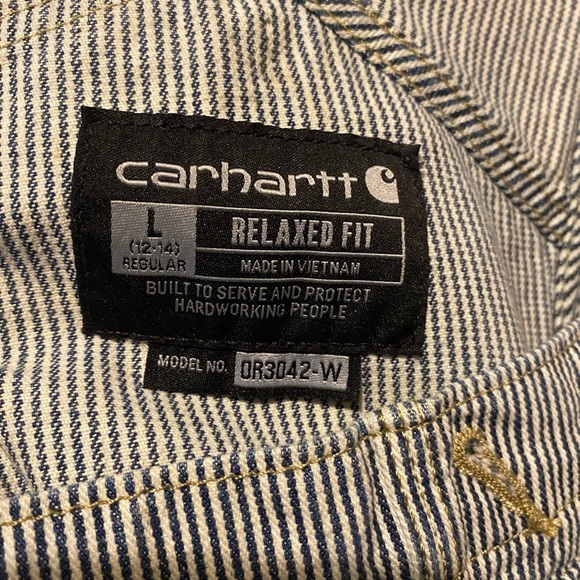 carhartt
L
(12-14)
REGULAR
RELAXED FIT
MADE IN VIETNAM
BUILT TO SERVE AND PROTECT
HARDWORKING PEOPLE
MODEL NO. OR3042-W